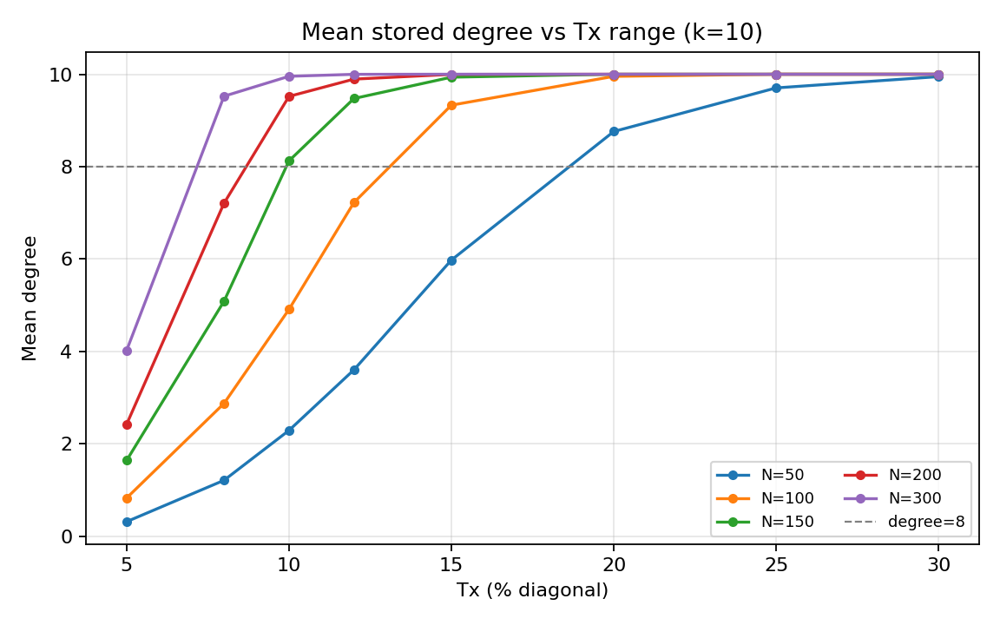 Mean stored degree vs Tx range (k=10)
Mean degree
10
8
6
4
2
0
5 10 15 20 25 30
Tx (% diagonal)
N=50 N=200
N=100 N=300
N=150 degree=8